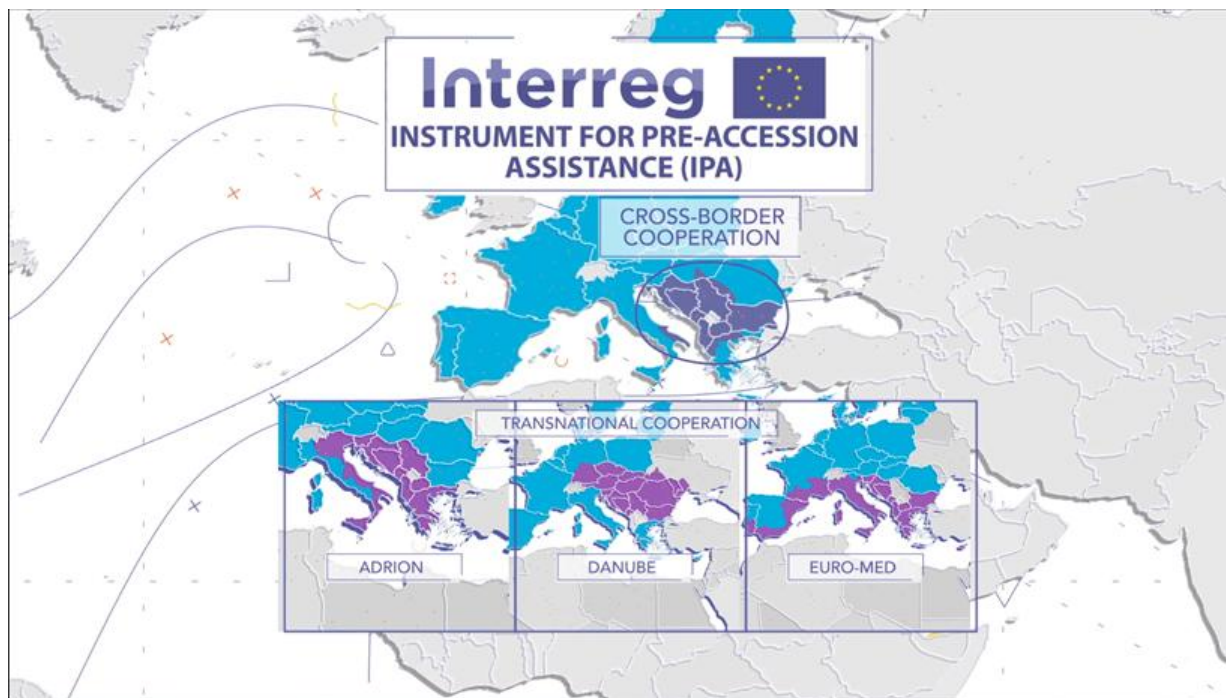 Interreg
INSTRUMENT FOR PRE-ACCESSION
ASSISTANCE (IPA)
CROSS-BORDER
COOPERATION
TRANSNATIONAL COOPERATION
ADRION
DANUBE
EURO-MED